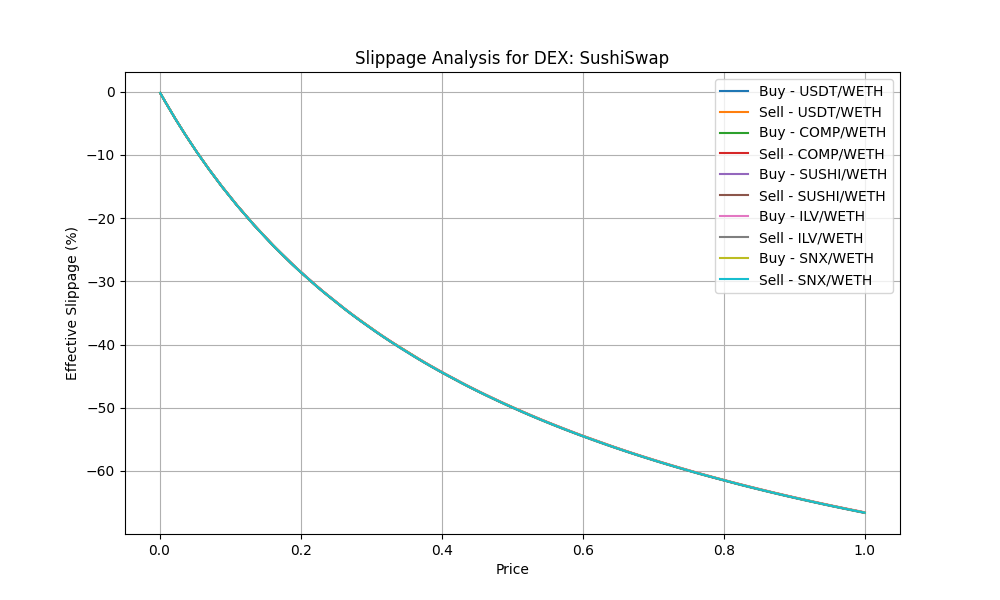 Slippage Analysis for DEX: SushiSwap
Effective Slippage (%)
0
−10
−20
−30
−40
−50
−60
Buy - USDT/WETH
Sell - USDT/WETH
Buy - COMP/WETH
Sell - COMP/WETH
Buy - SUSHI/WETH
Sell - SUSHI/WETH
Buy - ILV/WETH
Sell - ILV/WETH
Buy - SNX/WETH
Sell - SNX/WETH
0.0 0.2 0.4 0.6 0.8 1.0
Price